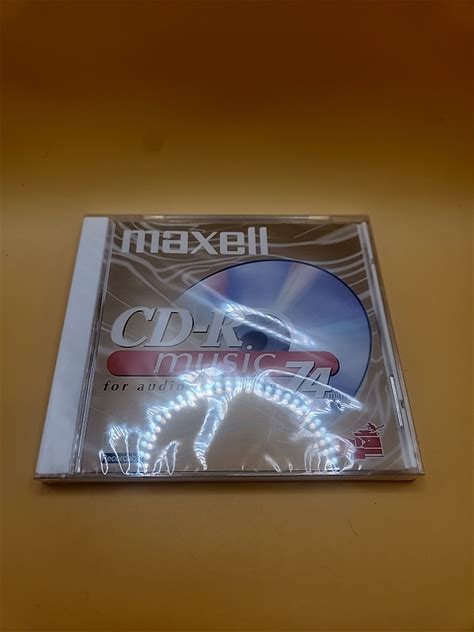 maxell
CD-R
music
74
for audio